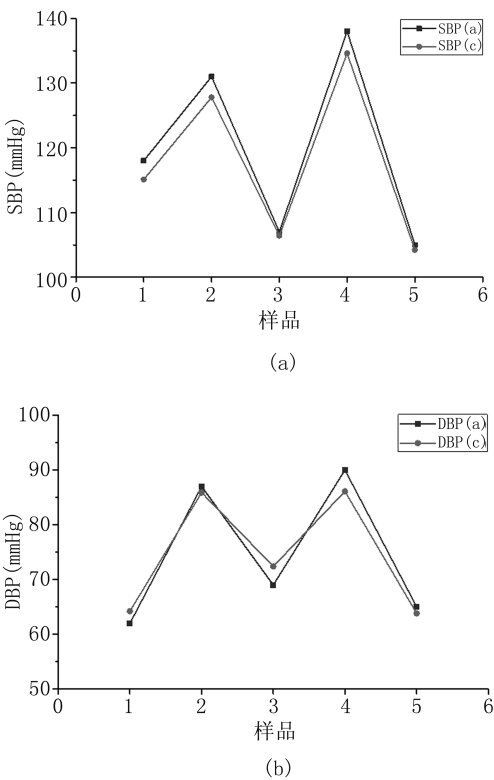 140
130
120
110
100
SBP(mmHg)
SBP(a)
SBP(c)
0 1 2 3 4 5 6
样品
(a)
100
90
80
70
60
50
DBP(mmHg)
DBP(a)
DBP(c)
0 1 2 3 4 5 6
样品
(b)